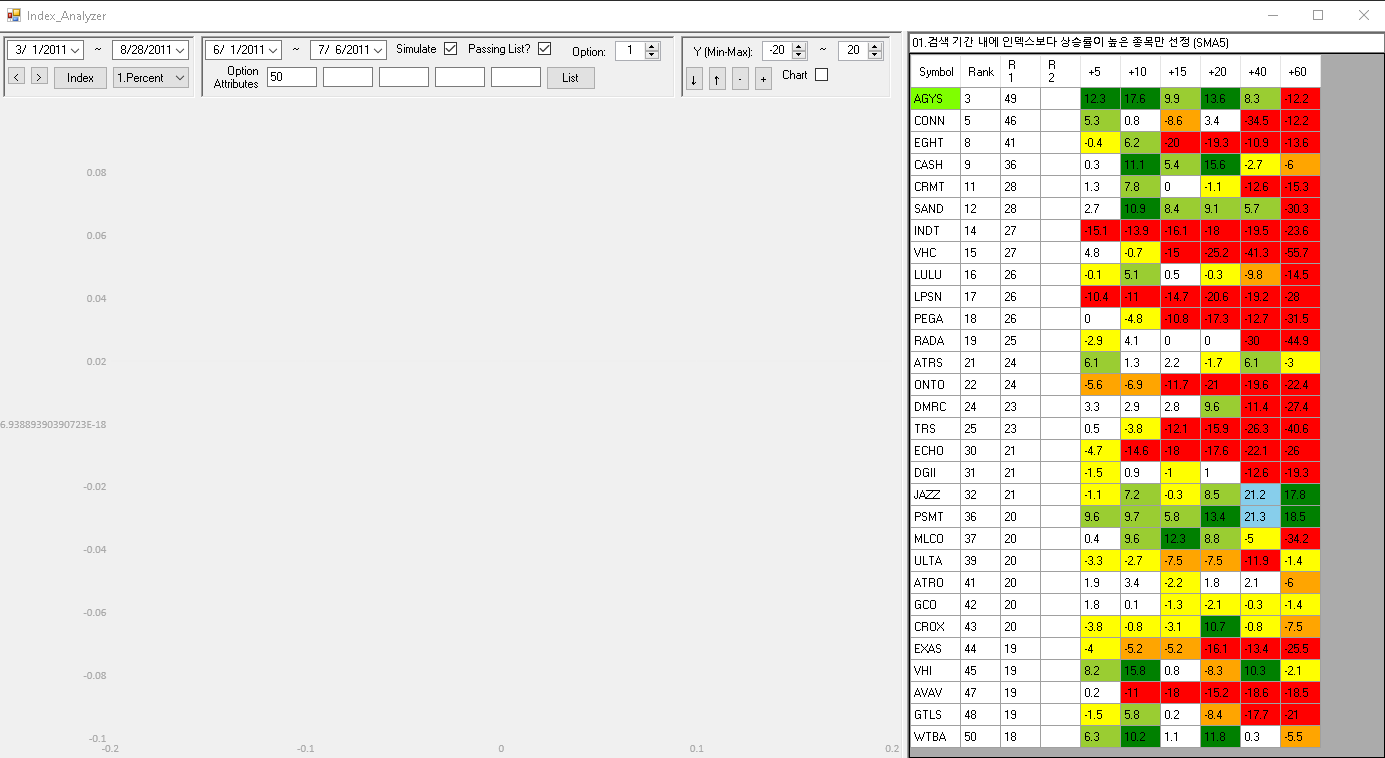 Index_Analyzer
3/ 1/2011 ~ 8/28/2011
< > Index 1.Percent
6/ 1/2011 ~ 7/ 6/2011 Simulate Passing List? Option: 1
Option Attributes 50 List
Y (Min-Max): -20 ~ 20
↓ ↑ - + Chart
0.08
0.06
0.04
0.02
6.93889390390723E-18
-0.02
-0.04
-0.06
-0.08
-0.1
-0.2 -0.1 0 0.1 0.2
01.검색 기간 내에 인덱스보다 상승률이 높은 종목만 선정 (SMA5)
Symbol Rank R 1 R 2 +5 +10 +15 +20 +40 +60
AGYS 3 49 12.3 17.6 9.9 13.6 8.3 -12.2
CONN 5 46 5.3 0.8 -8.6 3.4 -34.5 -12.2
EGHT 8 41 -0.4 6.2 -20 -19.3 -10.9 -13.6
CASH 9 36 0.3 11.1 5.4 15.6 -2.7 -6
CRMT 11 28 1.3 7.8 0 -1.1 -12.6 -15.3
SAND 12 28 2.7 10.9 8.4 9.1 5.7 -30.3
INDT 14 27 -15.1 -13.9 -16.1 -18 -19.5 -23.6
VHC 15 27 4.8 -0.7 -15 -25.2 -41.3 -55.7
LULU 16 26 -0.1 5.1 0.5 -0.3 -9.8 -14.5
LPSN 17 26 -10.4 -11 -14.7 -20.6 -19.2 -28
PEGA 18 26 0 -4.8 -10.8 -17.3 -12.7 -31.5
RADA 19 25 -2.9 4.1 0 0 -30 -44.9
ATRS 21 24 6.1 1.3 2.2 -1.7 6.1 -3
ONTO 22 24 -5.6 -6.9 -11.7 -21 -19.6 -22.4
DMRC 24 23 3.3 2.9 2.8 9.6 -11.4 -27.4
TRS 25 23 0.5 -3.8 -12.1 -15.9 -26.3 -40.6
ECHO 30 21 -4.7 -14.6 -18 -17.6 -22.1 -26
DGII 31 21 -1.5 0.9 -1 1 -12.6 -19.3
JAZZ 32 21 -1.1 7.2 -0.3 8.5 21.2 17.8
PSMT 36 20 9.6 9.7 5.8 13.4 21.3 18.5
MLCO 37 20 0.4 9.6 12.3 8.8 -5 -34.2
ULTA 39 20 -3.3 -2.7 -7.5 -7.5 -11.9 -1.4
ATRO 41 20 1.9 3.4 -2.2 1.8 2.1 -6
GCO 42 20 1.8 0.1 -1.3 -2.1 -0.3 -1.4
CROX 43 20 -3.8 -0.8 -3.1 10.7 -0.8 -7.5
EXAS 44 19 -4 -5.2 -5.2 -16.1 -13.4 -25.5
VHI 45 19 8.2 15.8 0.8 -8.3 10.3 -2.1
AVAV 47 19 0.2 -11 -18 -15.2 -18.6 -18.5
GTLS 48 19 -1.5 5.8 0.2 -8.4 -17.7 -21
WTBA 50 18 6.3 10.2 1.1 11.8 0.3 -5.5